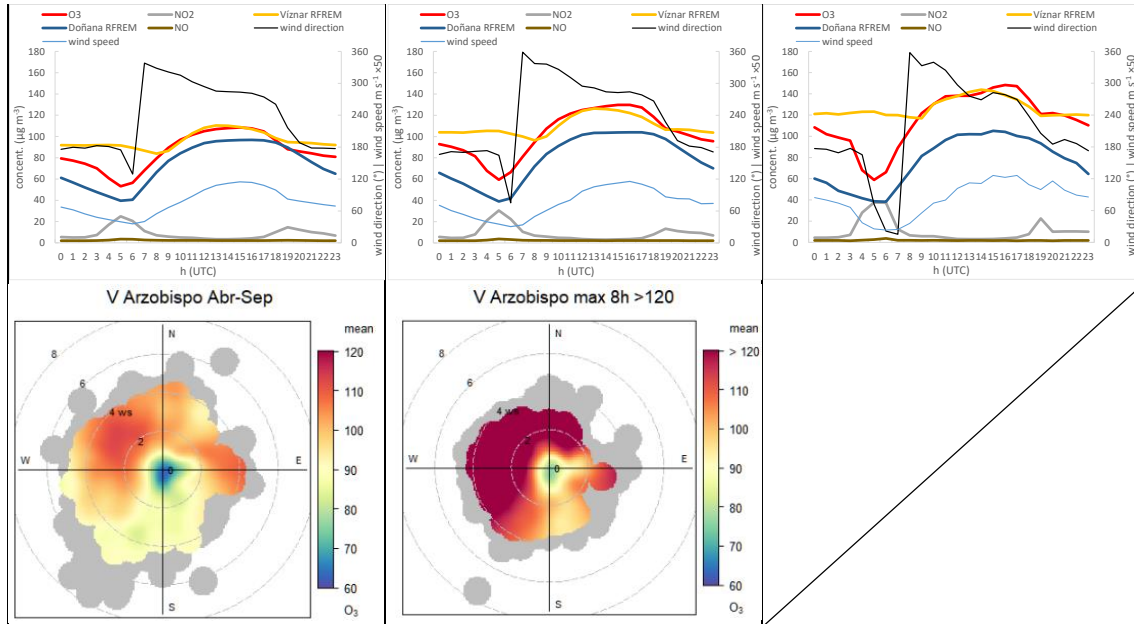 O3 NO2 Víznar RFREM
Doñana RFREM NO wind direction
wind speed
180 360
160
140 300
120 240
100
80 180
60 120
40 60
20
0 0
concent. (µg m-3)
wind direction (°) | wind speed m s-1 ×50
0 1 2 3 4 5 6 7 8 9 10 11 12 13 14 15 16 17 18 19 20 21 22 23
h (UTC)
O3 NO2 Víznar RFREM
Doñana RFREM NO wind direction
wind speed
180 360
160
140 300
120 240
100
80 180
60 120
40 60
20
0 0
concent. (µg m-3)
wind direction (°) | wind speed m s-1 ×50
0 1 2 3 4 5 6 7 8 9 10 11 12 13 14 15 16 17 18 19 20 21 22 23
h (UTC)
O3 NO2 Víznar RFREM
Doñana RFREM NO wind direction
wind speed
180 360
160
140 300
120 240
100
80 180
60 120
40 60
20
0 0
concent. (µg m-3)
wind direction (°) | wind speed m s-1 ×50
0 1 2 3 4 5 6 7 8 9 10 11 12 13 14 15 16 17 18 19 20 21 22 23
h (UTC)
V Arzobispo Abr-Sep
mean
N
8
6
4 ws
2
W 0 E
S
120
110
100
90
80
70
60
O3
V Arzobispo max 8h >120
mean
N
8
6
4 ws
2
W 0 E
S
> 120
110
100
90
80
70
60
O3